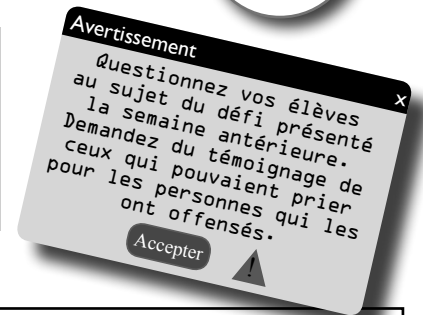 Avertissement
x
Questionnez vos élèves
au sujet du défi présenté
la semaine antérieure.
Demandez du témoignage de
ceux qui pouvaient prier
pour les personnes qui les
ont offensés.
Accepter
!